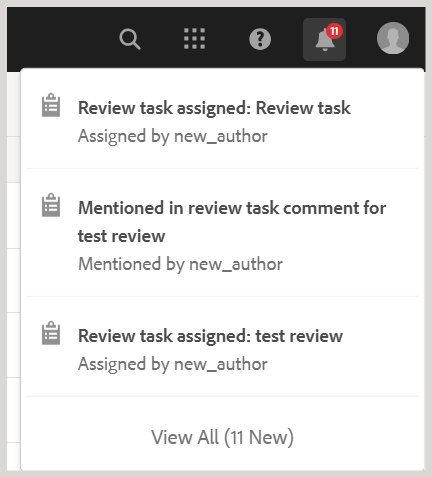 ?
11
Review task assigned: Review task
Assigned by new_author
Mentioned in review task comment for
test review
Mentioned by new_author
Review task assigned: test review
Assigned by new_author
View All (11 New)